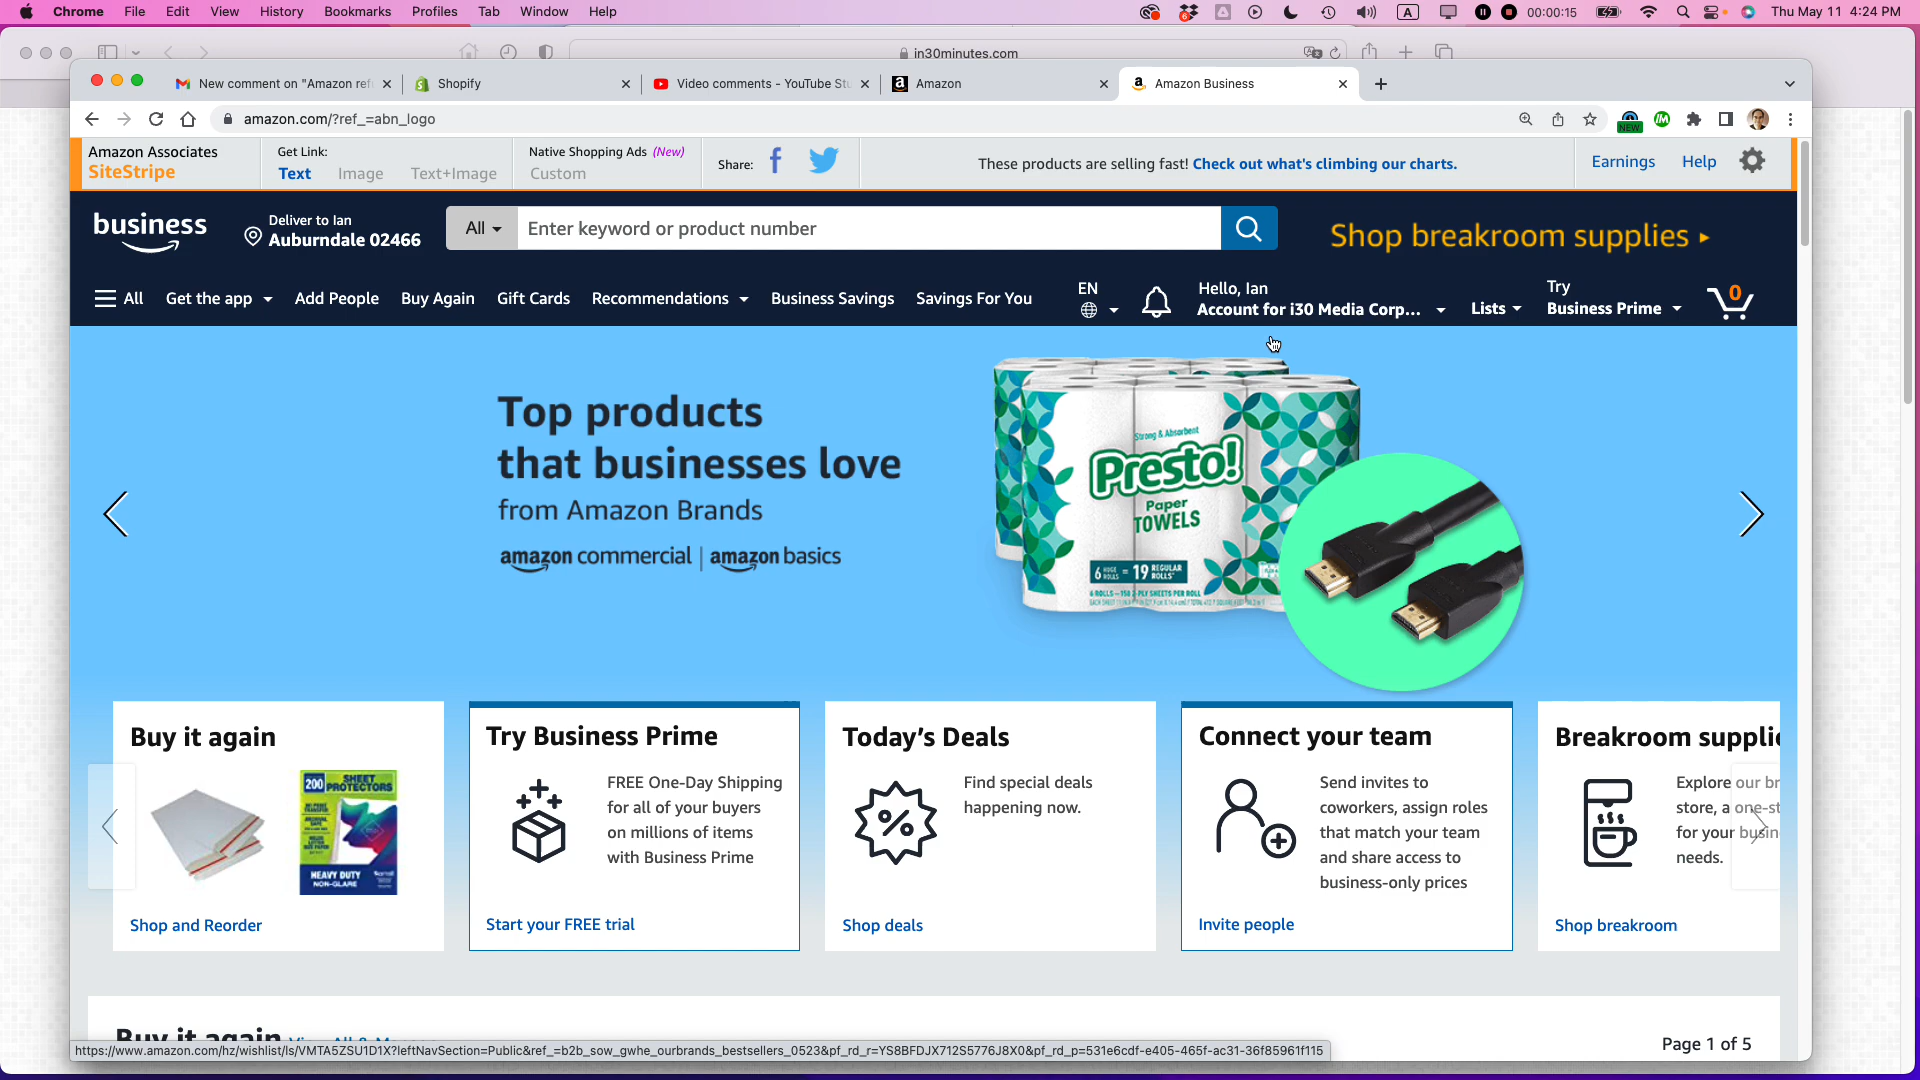 Chrome File Edit View History Bookmarks Profiles Tab Window Help
6 A 00:00:15 Thu May 11 4:24 PM
in30minutes.com
New comment on "Amazon ref
Shopify
Video comments - YouTube Stu
Amazon
Amazon Business
amazon.com/?ref_=abn_logo
NEW
Amazon Associates
SiteStripe
Get Link:
Text Image Text+Image
Native Shopping Ads (New)
Custom
Share:
These products are selling fast! Check out what's climbing our charts.
Earnings Help
business
Deliver to Ian
Auburndale 02466
All
Enter keyword or product number
Shop breakroom supplies
All Get the app Add People Buy Again Gift Cards Recommendations Business Savings Savings For You
EN
Hello, Ian
Account for i30 Media Corp...
Lists
Try
Business Prime
0
Top products
that businesses love
from Amazon Brands
amazon commercial | amazon basics
Strong & Absorbent
Presto!
Paper
TOWELS
6 HUGE ROLLS = 19 REGULAR ROLLS*
Buy it again
200 SHEET PROTECTORS
HEAVY DUTY
NON-GLARE
Shop and Reorder
Try Business Prime
FREE One-Day Shipping
for all of your buyers
on millions of items
with Business Prime
Start your FREE trial
Today's Deals
Find special deals
happening now.
Shop deals
Connect your team
Send invites to
coworkers, assign roles
that match your team
and share access to
business-only prices
Invite people
Breakroom supplie
Explore our br
store, a one-st
for your busin
needs.
Shop breakroom
Buy it again
Page 1 of 5
https://www.amazon.com/hz/wishlist/ls/VMTA5ZSU1D1X?leftNavSection=Public&ref_=b2b_sow_gwhe_ourbrands_bestsellers_0523&pf_rd_r=YS8BFDJX712S5776J8X0&pf_rd_p=531e6cdf-e405-465f-ac31-36f85961f115